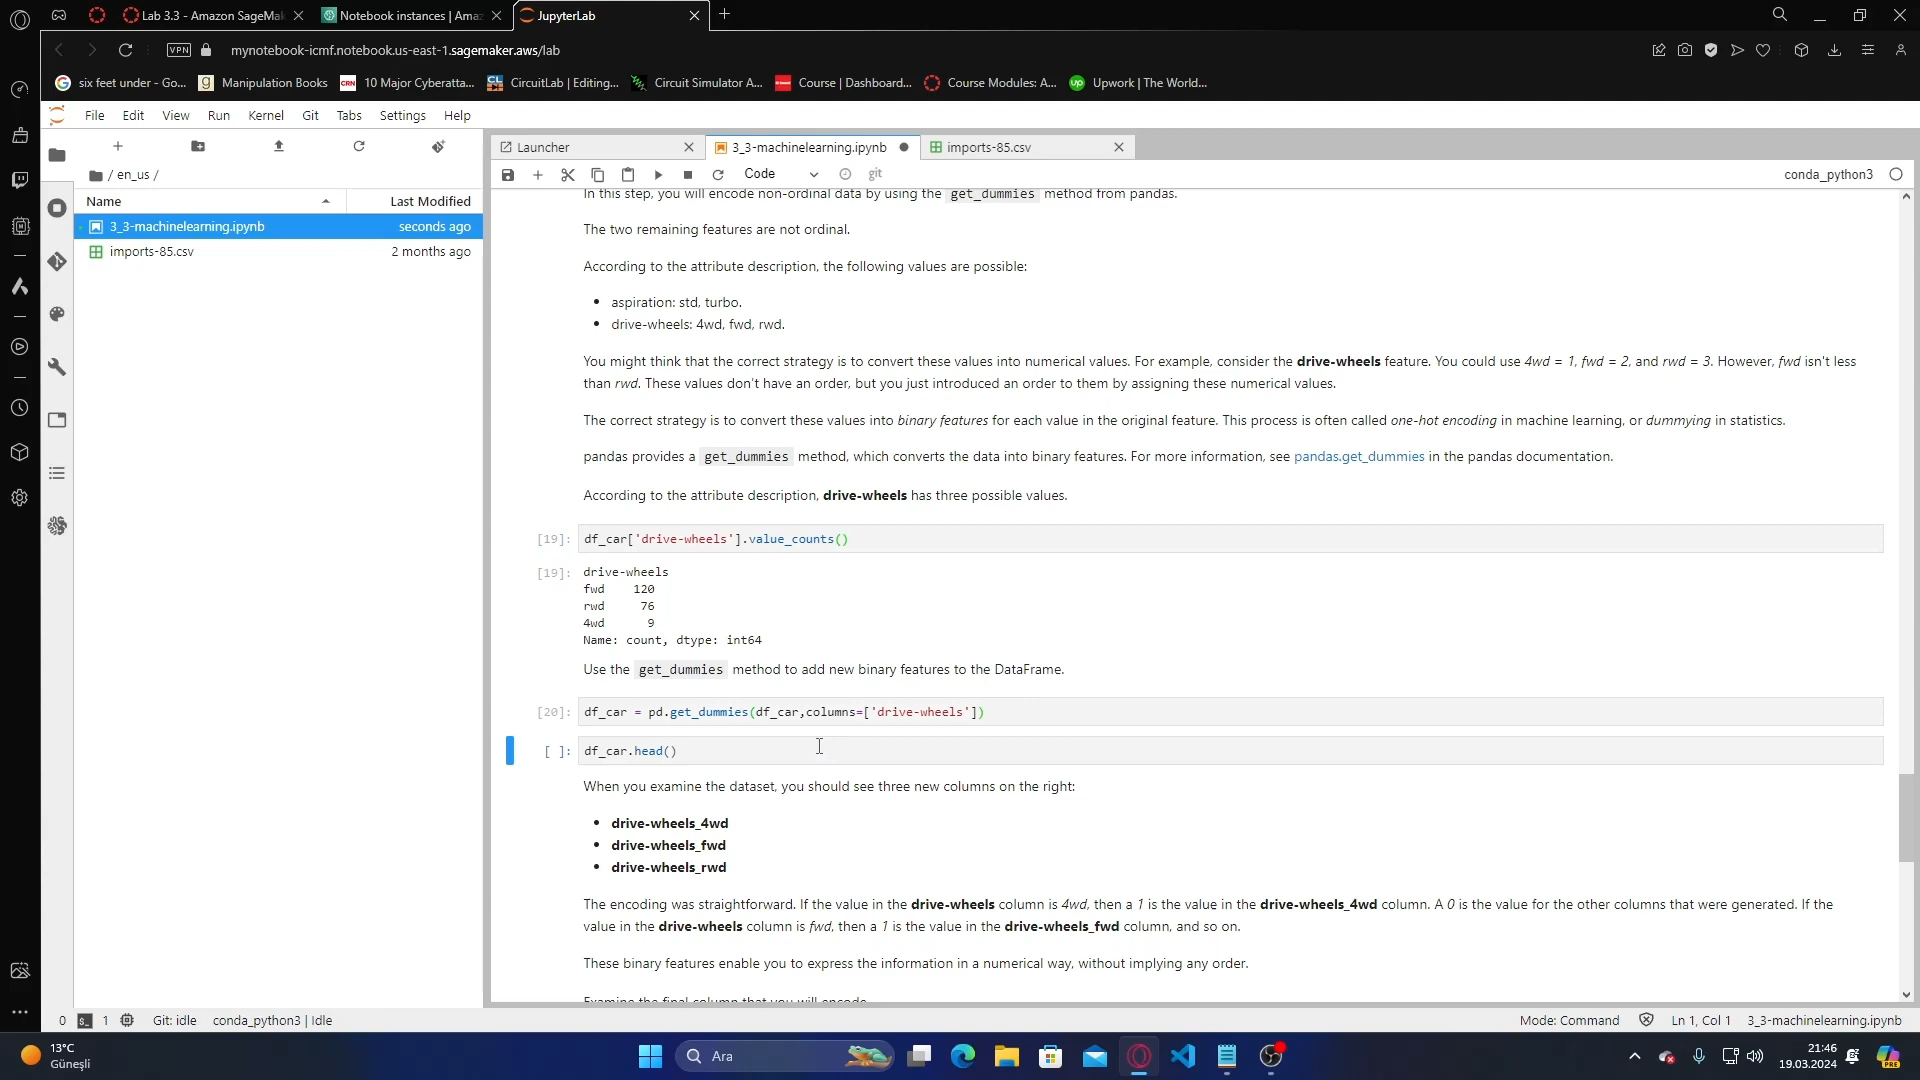 Lab 3.3 - Amazon SageMak
Notebook instances | Amaz
JupyterLab
VPN
mynotebook-icmf.notebook.us-east-1.sagemaker.aws/lab
six feet under - Go...
Manipulation Books
CRN
10 Major Cyberatta...
CL
CircuitLab | Editing...
Circuit Simulator A...
Course | Dashboard...
Course Modules: A...
up
Upwork | The World...
File
Edit
View
Run
Kernel
Git
Tabs
Settings
Help
Launcher
3_3-machinelearning.ipynb
imports-85.csv
/ en_us /
Code
git
conda_python3
Name
Last Modified
3_3-machinelearning.ipynb
seconds ago
imports-85.csv
2 months ago
In this step, you will encode non-ordinal data by using the get_dummies method from pandas.
The two remaining features are not ordinal.
According to the attribute description, the following values are possible:
• aspiration: std, turbo.
• drive-wheels: 4wd, fwd, rwd.
You might think that the correct strategy is to convert these values into numerical values. For example, consider the drive-wheels feature. You could use 4wd = 1, fwd = 2, and rwd = 3. However, fwd isn't less
than rwd. These values don't have an order, but you just introduced an order to them by assigning these numerical values.
The correct strategy is to convert these values into binary features for each value in the original feature. This process is often called one-hot encoding in machine learning, or dummying in statistics.
pandas provides a get_dummies method, which converts the data into binary features. For more information, see pandas.get_dummies in the pandas documentation.
According to the attribute description, drive-wheels has three possible values.
[19]: df_car['drive-wheels'].value_counts()
[19]: drive-wheels
fwd 120
rwd 76
4wd 9
Name: count, dtype: int64
Use the get_dummies method to add new binary features to the DataFrame.
[20]: df_car = pd.get_dummies(df_car,columns=['drive-wheels'])
[ ]: df_car.head()
When you examine the dataset, you should see three new columns on the right:
• drive-wheels_4wd
• drive-wheels_fwd
• drive-wheels_rwd
The encoding was straightforward. If the value in the drive-wheels column is 4wd, then a 1 is the value in the drive-wheels_4wd column. A 0 is the value for the other columns that were generated. If the
value in the drive-wheels column is fwd, then a 1 is the value in the drive-wheels_fwd column, and so on.
These binary features enable you to express the information in a numerical way, without implying any order.
Examine the final column that you will encode.
0
1
Git: idle
conda_python3 | Idle
Mode: Command
Ln 1, Col 1
3_3-machinelearning.ipynb
13°C
Güneşli
Ara
21:46
19.03.2024
PRE